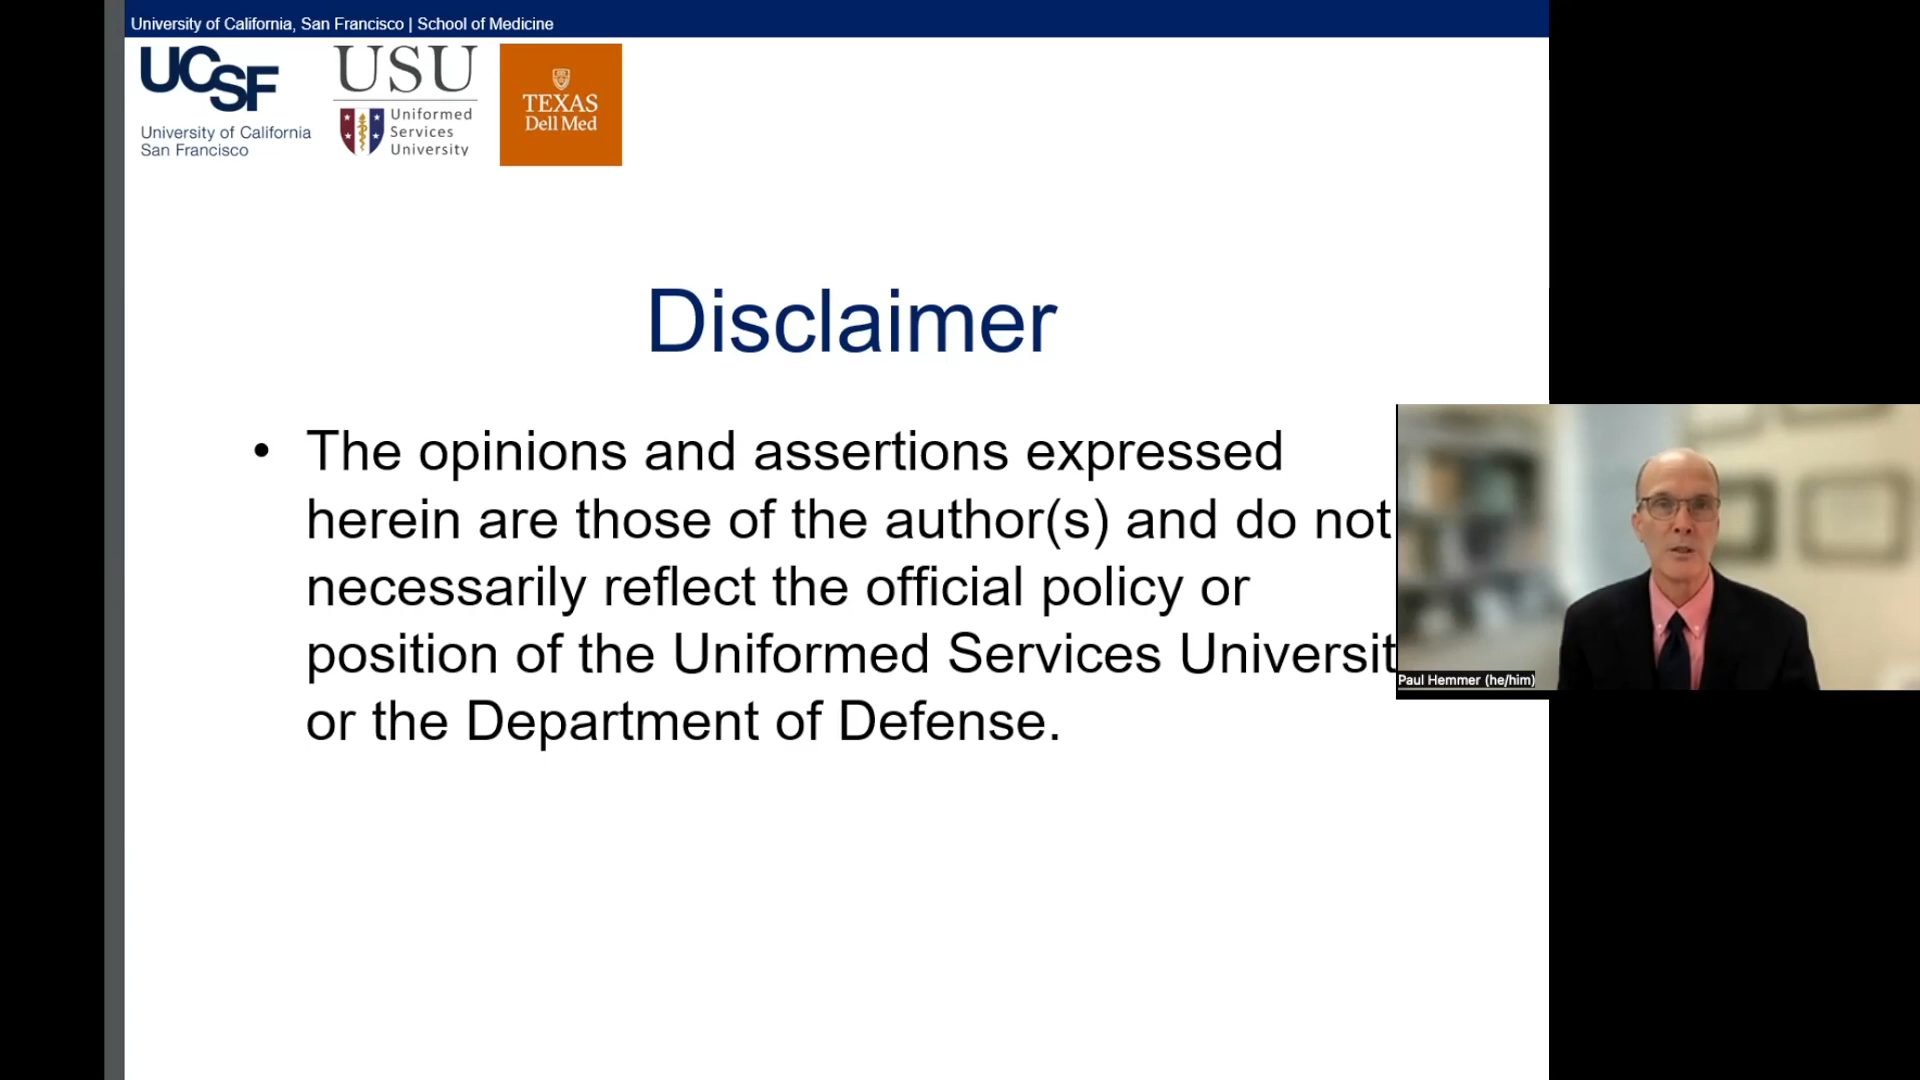 University of California, San Francisco | School of Medicine
UCSF
University of California
San Francisco
USU
Uniformed
Services
University
TEXAS
Dell Med
Disclaimer
• The opinions and assertions expressed
herein are those of the author(s) and do not
necessarily reflect the official policy or
position of the Uniformed Services Universit
or the Department of Defense.
Paul Hemmer (he/him)